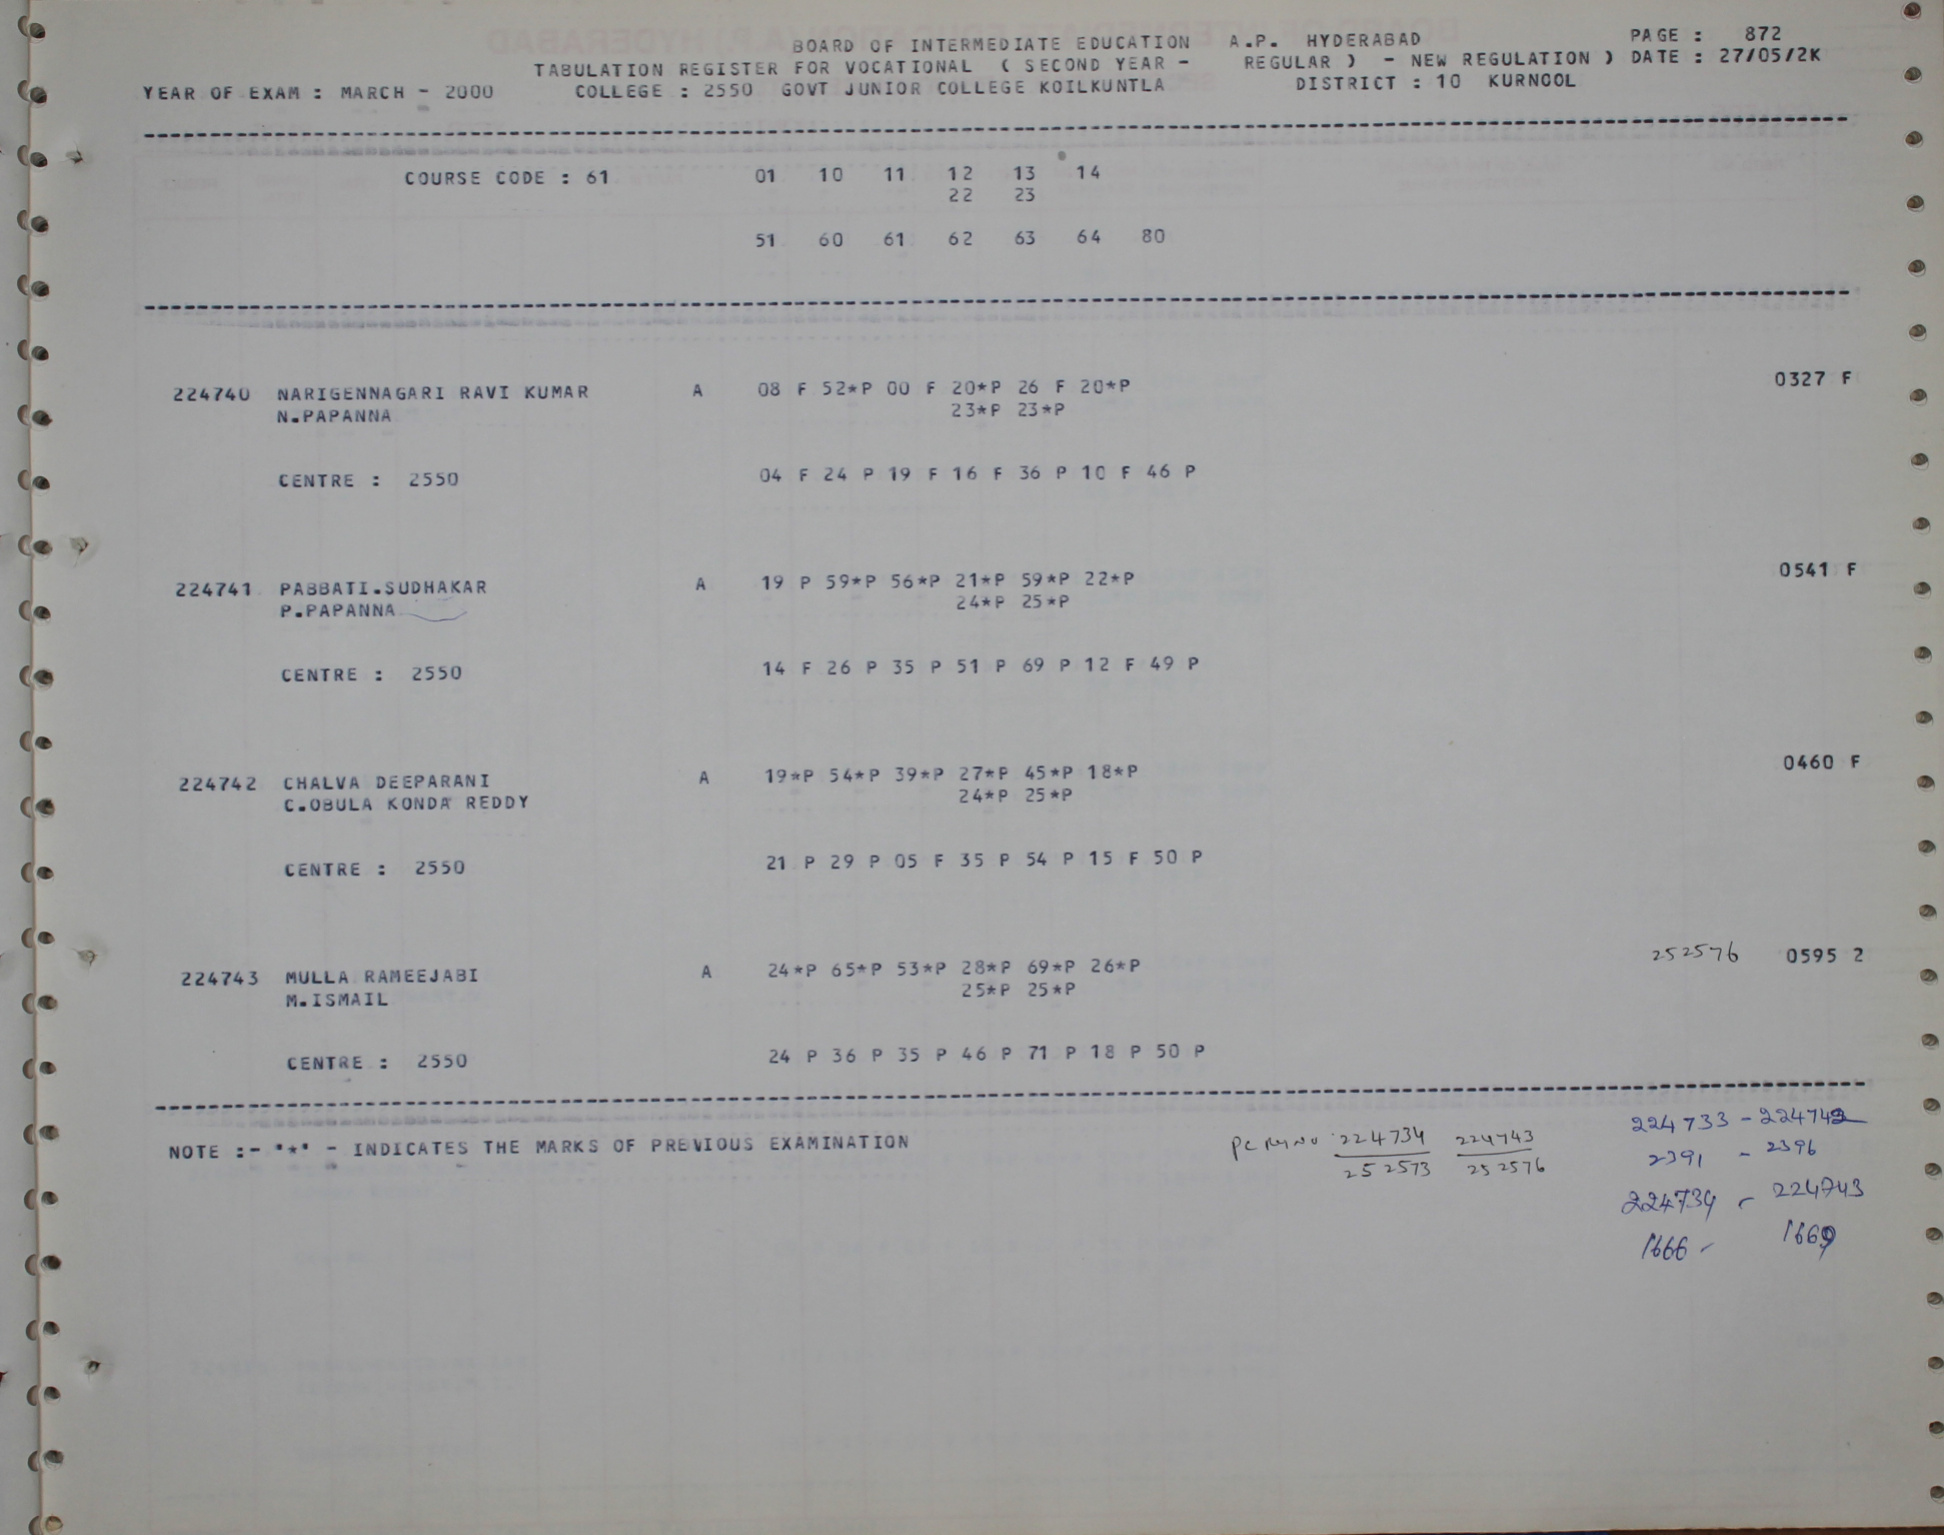 BOARD OF INTERMEDIATE EDUCATION A.P. HYDERABAD PAGE : 872
TABULATION REGISTER FOR VOCATIONAL ( SECOND YEAR - REGULAR ) - NEW REGULATION ) DATE : 27/05/2K
YEAR OF EXAM : MARCH - 2000 COLLEGE : 2550 GOVT JUNIOR COLLEGE KOILKUNTLA DISTRICT : 10 KURNOOL
COURSE CODE : 61 01 10 11 12 13 14
22 23
51 60 61 62 63 64 80
224740 NARIGENNAGARI RAVI KUMAR A 08 F 52*P 00 F 20*P 26 F 20*P 0327 F
N.PAPANNA 23*P 23*P
CENTRE : 2550 04 F 24 P 19 F 16 F 36 P 10 F 46 P
224741 PABBATI.SUDHAKAR A 19 P 59*P 56*P 21*P 59*P 22*P 0541 F
P.PAPANNA 24*P 25*P
CENTRE : 2550 14 F 26 P 35 P 51 P 69 P 12 F 49 P
224742 CHALVA DEEPARANI A 19*P 54*P 39*P 27*P 45*P 18*P 0460 F
C.OBULA KONDA REDDY 24*P 25*P
CENTRE : 2550 21 P 29 P 05 F 35 P 54 P 15 F 50 P
224743 MULLA RAMEEJABI A 24*P 65*P 53*P 28*P 69*P 26*P 252576 0595 2
M.ISMAIL 25*P 25*P
CENTRE : 2550 24 P 36 P 35 P 46 P 71 P 18 P 50 P
NOTE :- '*' - INDICATES THE MARKS OF PREVIOUS EXAMINATION
224734 224743
252573 252576
224733 - 224742
2391 - 2396
224734 - 224743
1666 - 1669